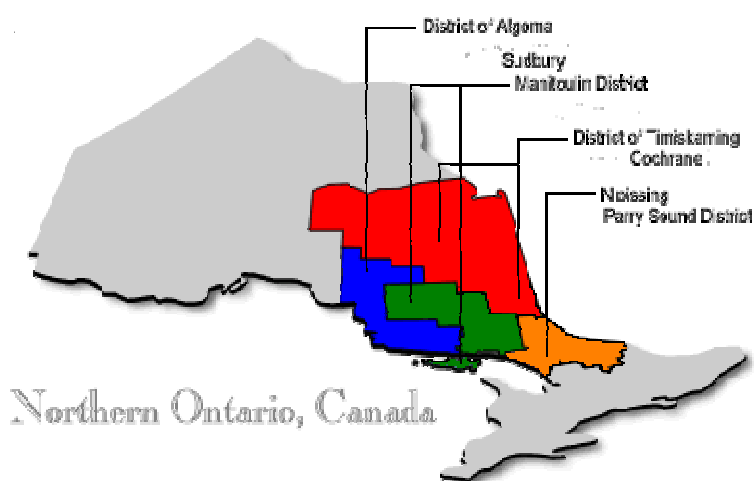 District of Algoma
Sudbury
Manitoulin District
District of Timiskaming
Cochrane
Nipissing
Parry Sound District
Northern Ontario, Canada